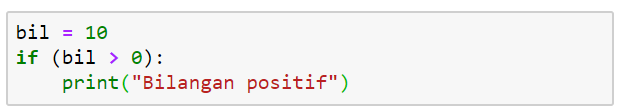 bil = 10
if (bil > 0):
    print("Bilangan positif")